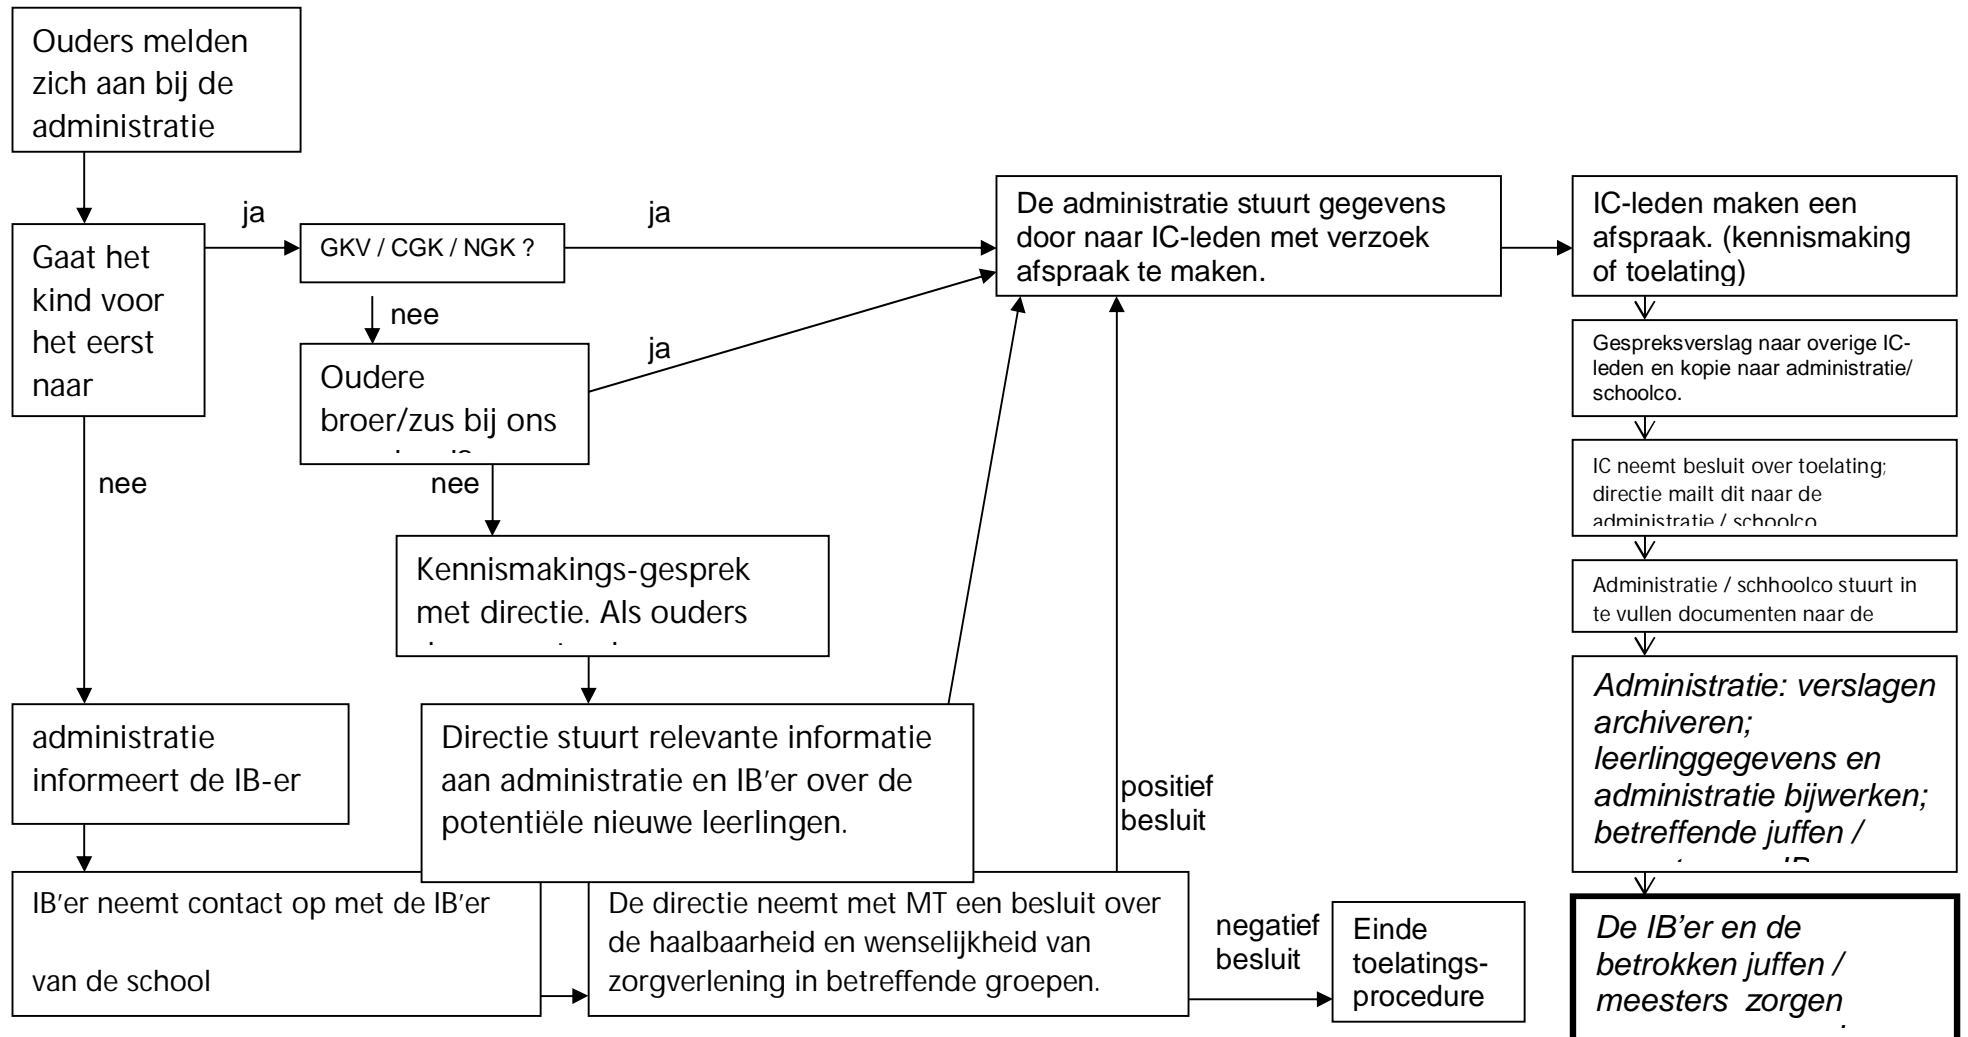 Ouders melden
zich aan bij de
administratie
Gaat het
kind voor
het eerst
naar
ja
GKV / CGK / NGK ?
ja
nee
Oudere
broer/zus bij ons
ja
nee
nee
Kennismakings-gesprek
met directie. Als ouders
De administratie stuurt gegevens
door naar IC-leden met verzoek
afspraak te maken.
administratie
informeert de IB-er
Directie stuurt relevante informatie
aan administratie en IB'er over de
potentiële nieuwe leerlingen.
IB'er neemt contact op met de IB'er
van de school
De directie neemt met MT een besluit over
de haalbaarheid en wenselijkheid van
zorgverlening in betreffende groepen.
positief
besluit
negatief
besluit
Einde
toelatings-
procedure
IC-leden maken een
afspraak. (kennismaking
of toelating)
Gespreksverslag naar overige IC-
leden en kopie naar administratie/
schoolco.
IC neemt besluit over toelating;
directie mailt dit naar de
administratie / schoolco
Administratie / schhoolco stuurt in
te vullen documenten naar de
Administratie: verslagen
archiveren;
leerlinggegevens en
administratie bijwerken;
betreffende juffen /
De IB'er en de
betrokken juffen /
meesters zorgen